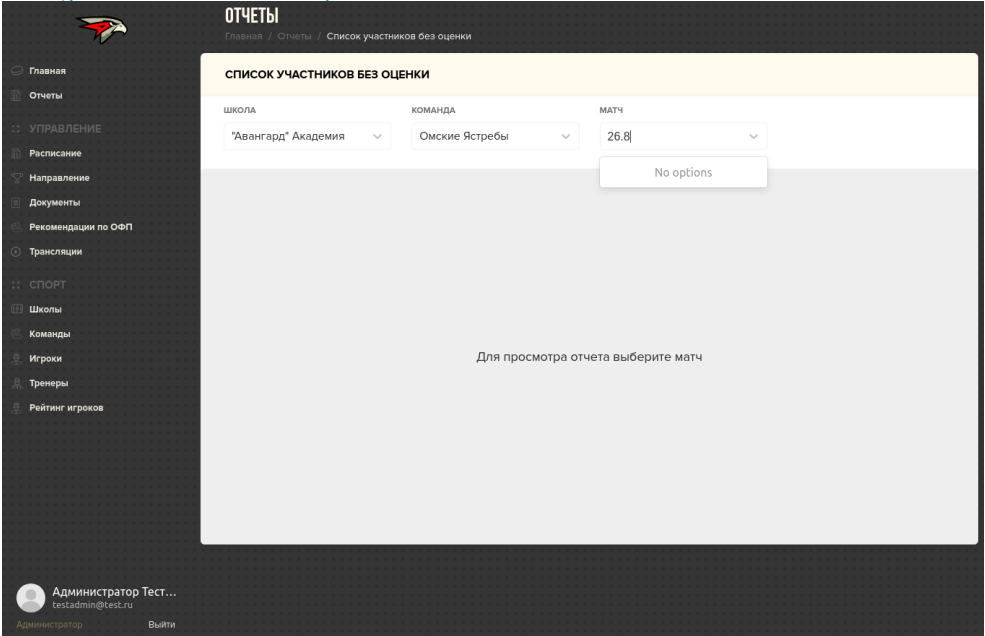 ОТЧЕТЫ
Главная / Отчеты / Список участников без оценки
Главная
Отчеты
УПРАВЛЕНИЕ
Расписание
Направление
Документы
Рекомендации по ОФП
Трансляции
СПОРТ
Школы
Команды
Игроки
Тренеры
Рейтинг игроков
СПИСОК УЧАСТНИКОВ БЕЗ ОЦЕНКИ
ШКОЛА
КОМАНДА
МАТЧ
"Авангард" Академия
Омские Ястребы
26.8
No options
Для просмотра отчета выберите матч
Администратор Тест...
testadmin@test.ru
Администратор
Выйти